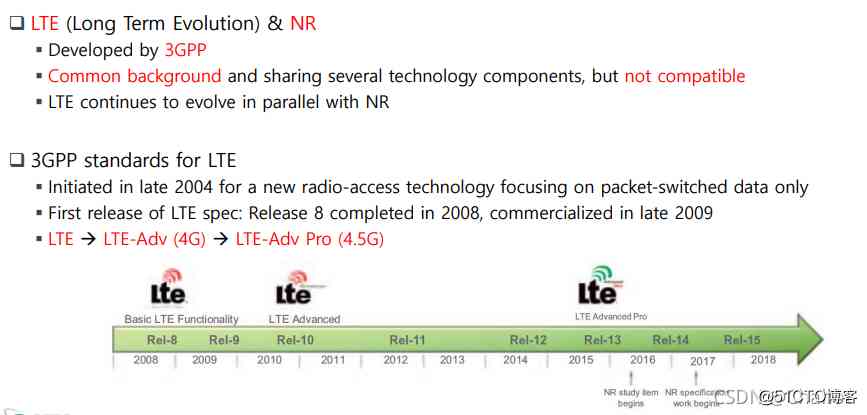 ❑ LTE (Long Term Evolution) & NR
▪ Developed by 3GPP
▪ Common background and sharing several technology components, but not compatible
▪ LTE continues to evolve in parallel with NR
❑ 3GPP standards for LTE
▪ Initiated in late 2004 for a new radio-access technology focusing on packet-switched data only
▪ First release of LTE spec: Release 8 completed in 2008, commercialized in late 2009
▪ LTE → LTE-Adv (4G) → LTE-Adv Pro (4.5G)
Lte Lte Lte
Basic LTE Functionality LTE Advanced LTE Advanced Pro
Rel-8 Rel-9 Rel-10 Rel-11 Rel-12 Rel-13 Rel-14 Rel-15
2008 2009 2010 2011 2012 2013 2014 2015 2016 2017 2018
NR study item begins
NR specification work begins
CSDN @51CTO博客